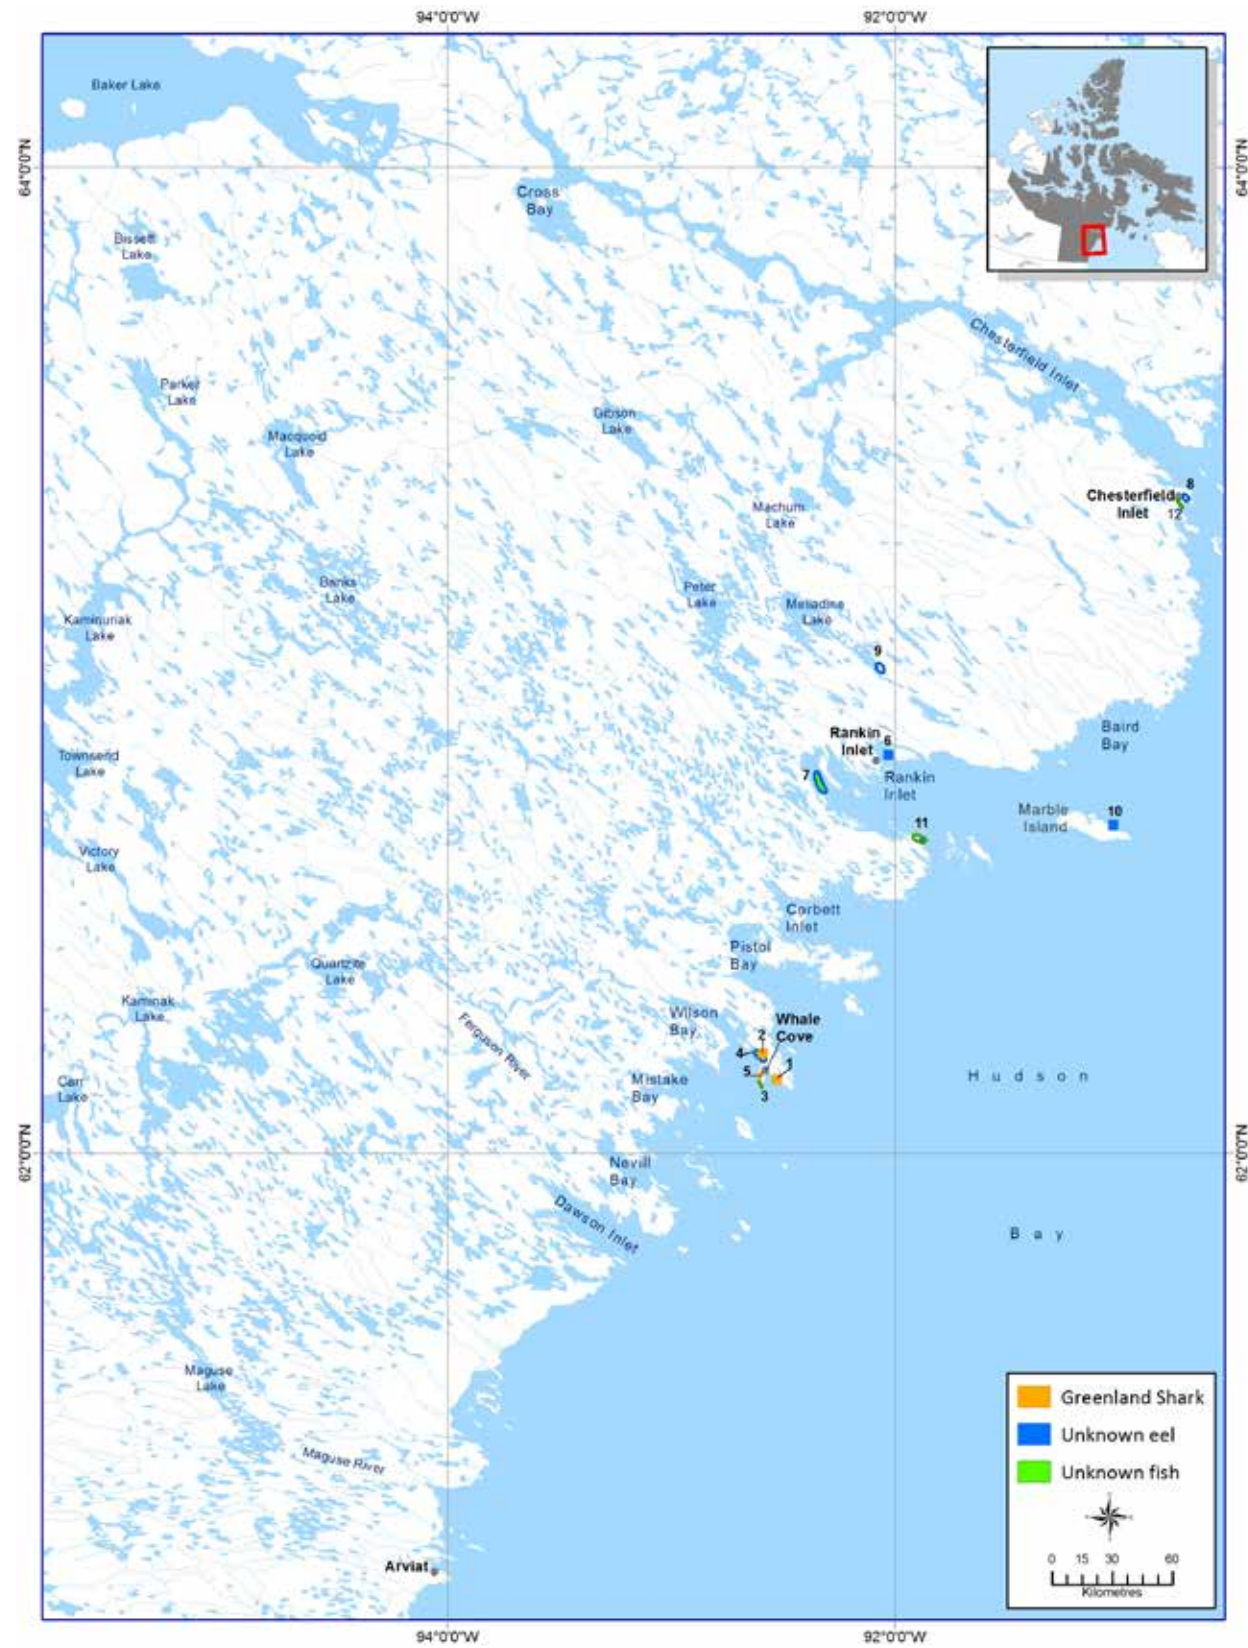 94°0'0"W
92°0'0"W
Baker Lake
64°0'0"N
64°0'0"N
Cross
Bay
Bissett
Lake
Chesterfield Inlet
Parker
Lake
Gibson
Lake
Macquoid
Lake
8
Chesterfield
Inlet
12
Machum
Lake
Banks
Lake
Peter
Lake
Meliadine
Lake
Kaminuriak
Lake
9
Baird
Bay
Rankin
Inlet
6
Townsend
Lake
7
Rankin
Inlet
Marble
Island
10
11
Victory
Lake
Corbett
Inlet
Pistol
Bay
Quartzite
Lake
Kaminak
Lake
Ferguson River
Wilson
Bay
Whale
Cove
2
4
1
5
3
Mistake
Bay
Carr
Lake
Hudson
62°0'0"N
62°0'0"N
Nevill
Bay
Dawson Inlet
Bay
Maguse
Lake
Maguse River
Arviat
Greenland Shark
Unknown eel
Unknown fish
0 15 30 60
Kilometres
94°0'0"W
92°0'0"W